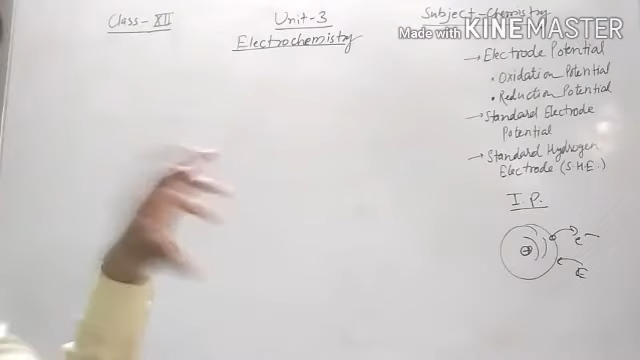 Class - XII
Unit-3
Subject - Chemistry
Made with KINEMASTER
Electrochemistry
→ Electrode Potential
• Oxidation Potential
• Reduction Potential
→ Standard Electrode
Potential
→ Standard Hydrogen
Electrode (S.H.E.)
I.P.
+
e−
E